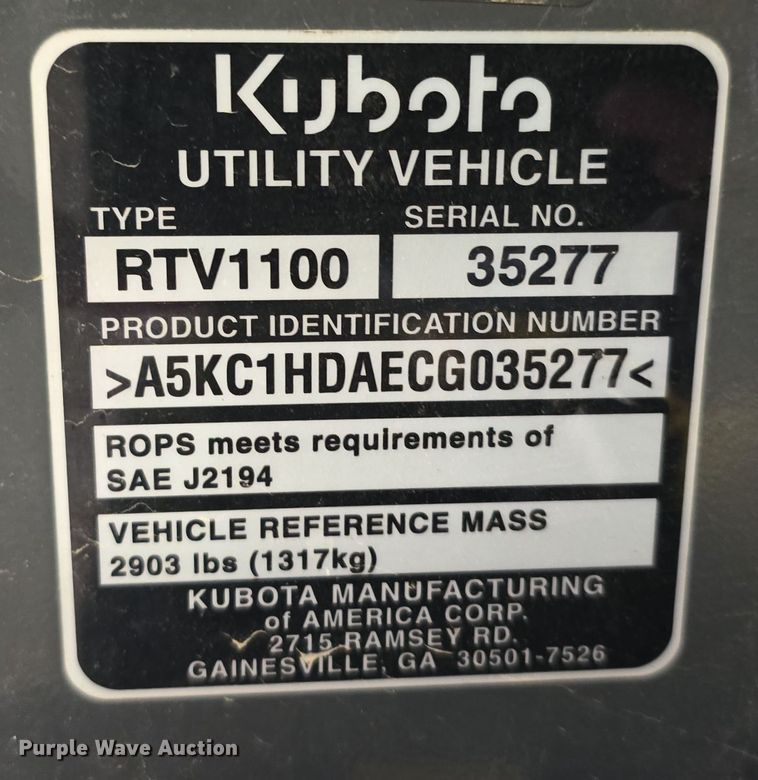 Kubota
UTILITY VEHICLE
TYPE SERIAL NO.
RTV1100 35277
PRODUCT IDENTIFICATION NUMBER
>A5KC1HDAECG035277<
ROPS meets requirements of
SAE J2194
VEHICLE REFERENCE MASS
2903 lbs (1317kg)
KUBOTA MANUFACTURING
of AMERICA CORP.
2715 RAMSEY RD.
GAINESVILLE, GA 30501-7526
Purple Wave Auction